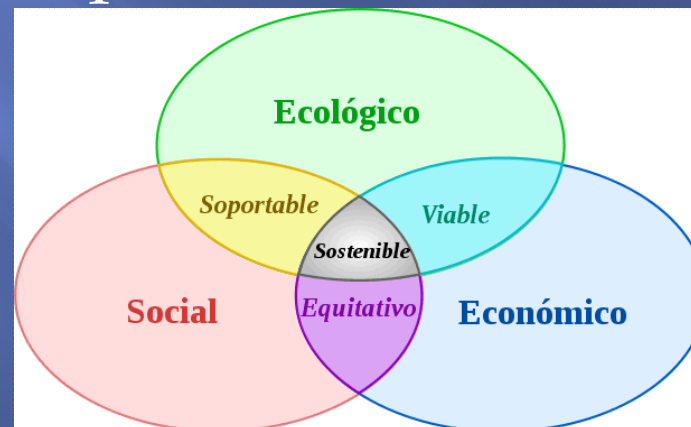 Ecológico
Soportable
Viable
Sostenible
Social
Equitativo
Económico